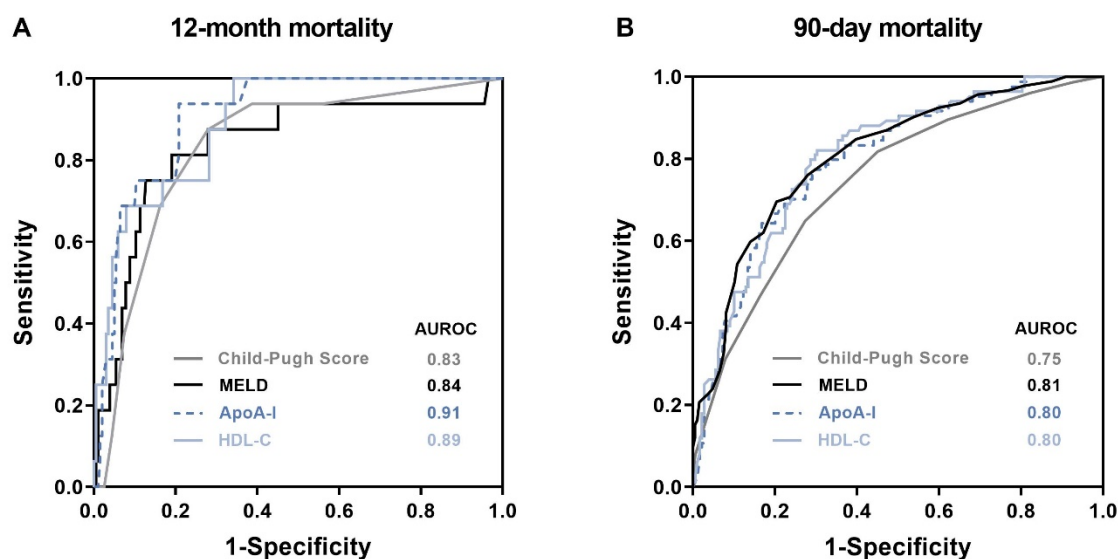 A 12-month mortality
Sensitivity
1.0
0.8
0.6
0.4
0.2
0.0
AUROC
Child-Pugh Score 0.83
MELD 0.84
ApoA-I 0.91
HDL-C 0.89
0.0 0.2 0.4 0.6 0.8 1.0
1-Specificity
B 90-day mortality
Sensitivity
1.0
0.8
0.6
0.4
0.2
0.0
AUROC
Child-Pugh Score 0.75
MELD 0.81
ApoA-I 0.80
HDL-C 0.80
0.0 0.2 0.4 0.6 0.8 1.0
1-Specificity